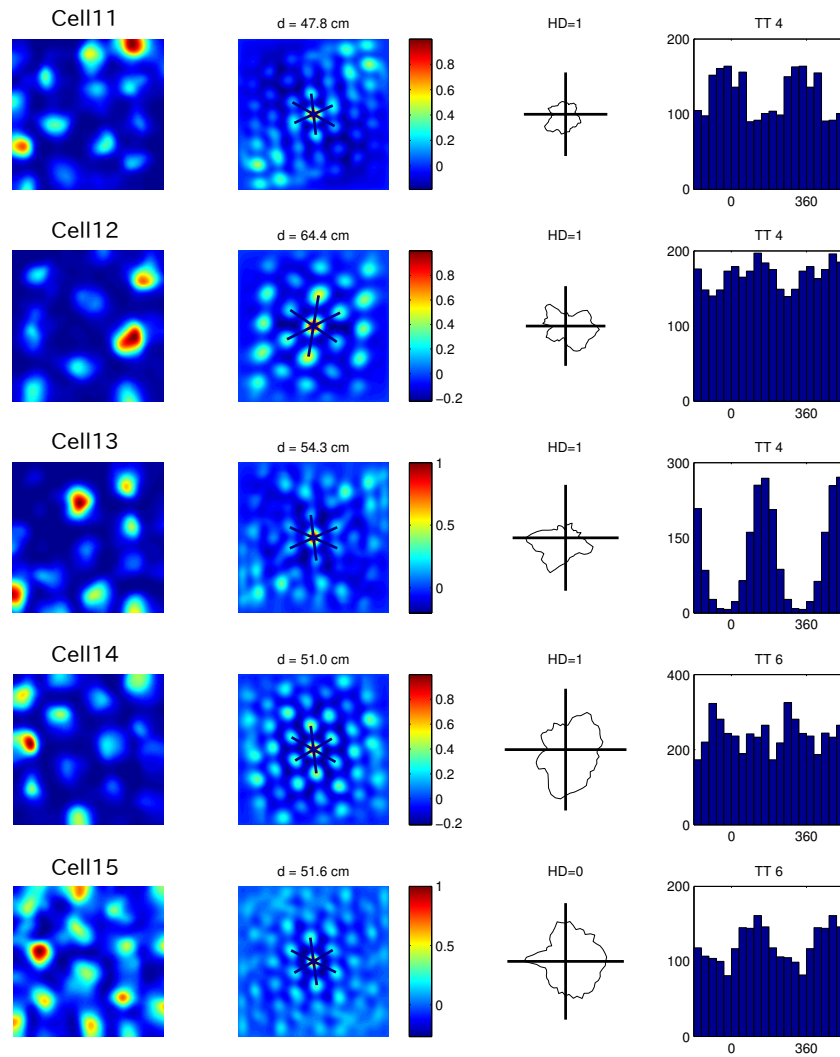 Cell11
d = 47.8 cm
HD=1
TT 4
0.8
0.6
0.4
0.2
0
200
100
0
0
360
Cell12
d = 64.4 cm
HD=1
TT 4
0.8
0.6
0.4
0.2
0
−0.2
200
150
100
50
0
0
360
Cell13
d = 54.3 cm
HD=1
TT 4
1
0.5
0
300
150
0
0
360
Cell14
d = 51.0 cm
HD=1
TT 6
0.8
0.6
0.4
0.2
0
−0.2
400
200
0
0
360
Cell15
d = 51.6 cm
HD=0
TT 6
1
0.5
0
200
100
0
0
360